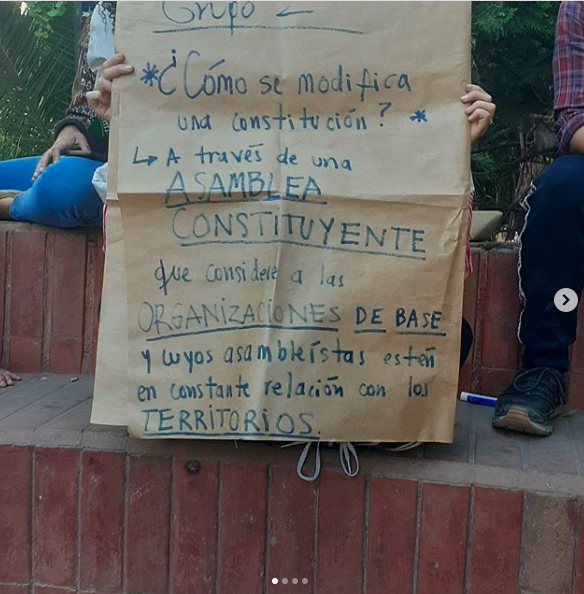 Grupo 2
*¿Cómo se modifica
una constitución? *
↳ A través de una
ASAMBLEA
CONSTITUYENTE
que considere a las
ORGANIZACIONES DE BASE
y cuyos asambleístas estén
en constante relación con los
TERRITORIOS.